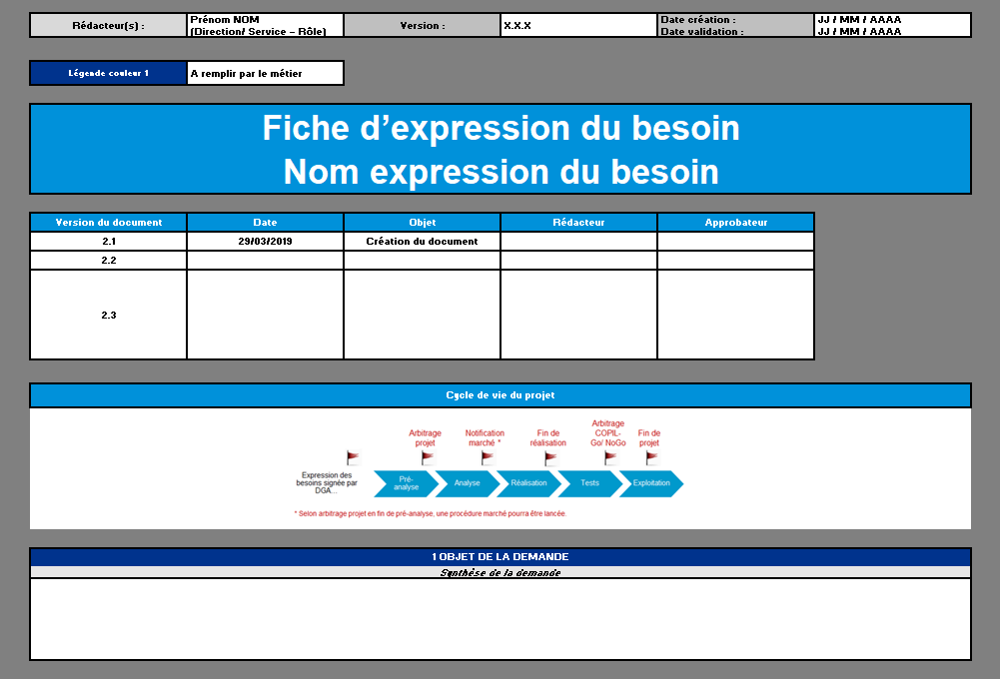 Rédacteur(s) :
Prénom NOM
(Direction/ Service – Rôle)
Version :
X.X.X
Date création :
Date validation :
JJ / MM / AAAA
JJ / MM / AAAA
Légende couleur 1
A remplir par le métier
Fiche d’expression du besoin
Nom expression du besoin
Version du document
Date
Objet
Rédacteur
Approbateur
2.1
29/03/2019
Création du document
2.2
2.3
Cycle de vie du projet
Arbitrage
projet
Notification
marché *
Fin de
réalisation
Arbitrage
COPIL-
Go/ NoGo
Fin de
projet
Expression des
besoins signée par
DGA...
Pré-
analyse
Analyse
Réalisation
Tests
Exploitation
* Selon arbitrage projet en fin de pré-analyse, une procédure marché pourra être lancée.
1 OBJET DE LA DEMANDE
Synthèse de la demande